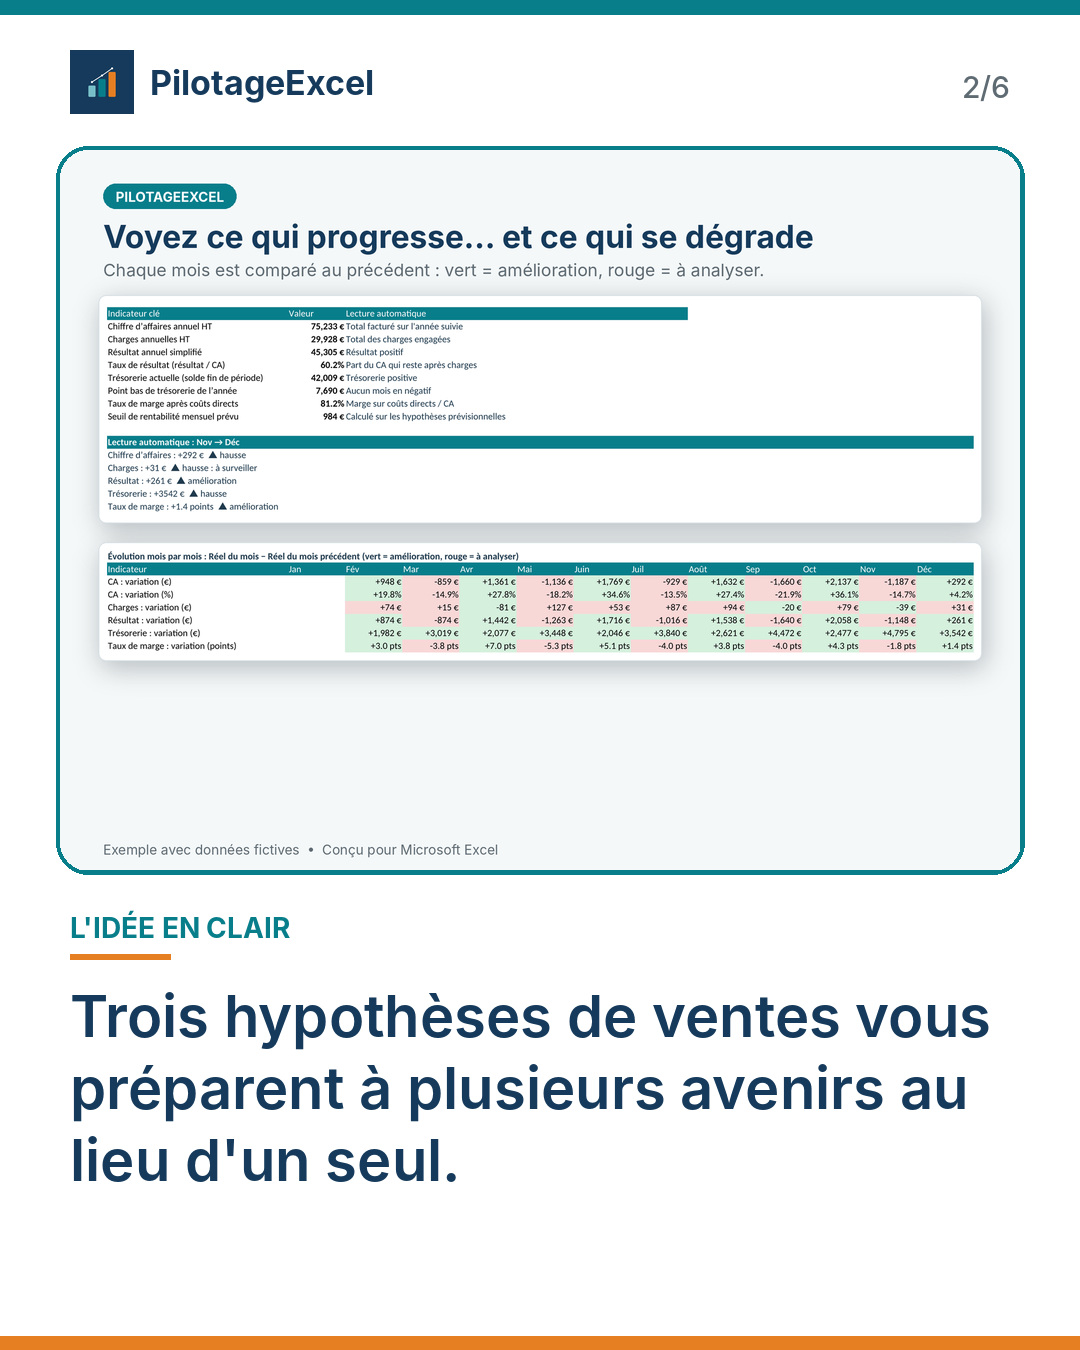 PilotageExcel
2/6
PILOTAGEEXCEL
Voyez ce qui progresse… et ce qui se dégrade
Chaque mois est comparé au précédent : vert = amélioration, rouge = à analyser.
Indicateur clé Valeur Lecture automatique
Chiffre d'affaires annuel HT 75,233 € Total facturé sur l'année suivie
Charges annuelles HT 29,928 € Total des charges engagées
Résultat annuel simplifié 45,305 € Résultat positif
Taux de résultat (résultat / CA) 60.2% Part du CA qui reste après charges
Trésorerie actuelle (solde fin de période) 42,009 € Trésorerie positive
Point bas de trésorerie de l'année 7,690 € Aucun mois en négatif
Taux de marge après coûts directs 81.2% Marge sur coûts directs / CA
Seuil de rentabilité mensuel prévu 984 € Calculé sur les hypothèses prévisionnelles
Lecture automatique : Nov → Déc
Chiffre d'affaires : +292 € ▲ hausse
Charges : +31 € ▲ hausse : à surveiller
Résultat : +261 € ▲ amélioration
Trésorerie : +3542 € ▲ hausse
Taux de marge : +1.4 points ▲ amélioration
Évolution mois par mois : Réel du mois – Réel du mois précédent (vert = amélioration, rouge = à analyser)
Indicateur Jan Fév Mar Avr Mai Juin Juil Août Sep Oct Nov Déc
CA : variation (€) +948 € -859 € +1,361 € -1,136 € +1,769 € -929 € +1,632 € -1,660 € +2,137 € -1,187 € +292 €
CA : variation (%) +19.8% -14.9% +27.8% -18.2% +34.6% -13.5% +27.4% -21.9% +36.1% -14.7% +4.2%
Charges : variation (€) +74 € +15 € -81 € +127 € +53 € +87 € +94 € -20 € +79 € -39 € +31 €
Résultat : variation (€) +874 € -874 € +1,442 € -1,263 € +1,716 € -1,016 € +1,538 € -1,640 € +2,058 € -1,148 € +261 €
Trésorerie : variation (€) +1,982 € +3,019 € +2,077 € +3,448 € +2,046 € +3,840 € +2,621 € +4,472 € +2,477 € +4,795 € +3,542 €
Taux de marge : variation (points) +3.0 pts -3.8 pts +7.0 pts -5.3 pts +5.1 pts -4.0 pts +3.8 pts -4.0 pts +4.3 pts -1.8 pts +1.4 pts
Exemple avec données fictives • Conçu pour Microsoft Excel
L'IDÉE EN CLAIR
Trois hypothèses de ventes vous
préparent à plusieurs avenirs au
lieu d'un seul.